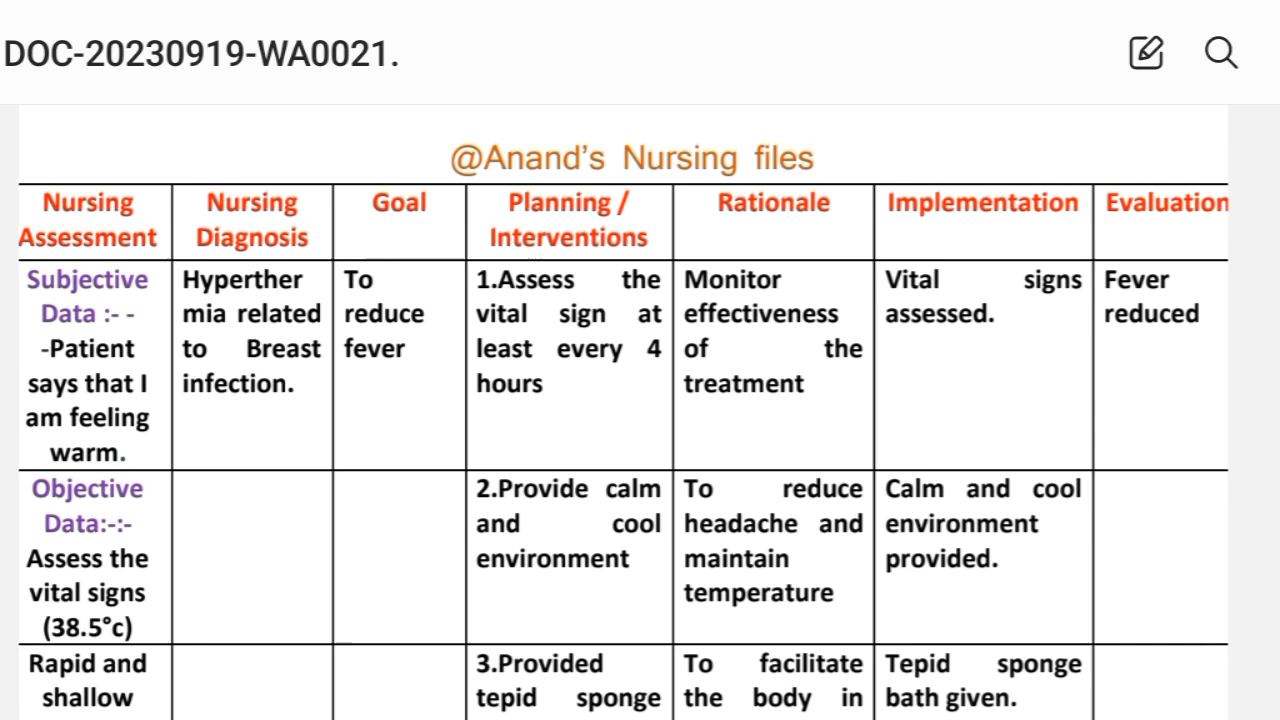 DOC-20230919-WA0021.
@Anand's Nursing files
Nursing Assessment
Nursing Diagnosis
Goal
Planning / Interventions
Rationale
Implementation
Evaluation
Subjective
Data :- -
-Patient
says that I
am feeling
warm.
Hyperther
mia related
to Breast
infection.
To
reduce
fever
1.Assess the
vital sign at
least every 4
hours
Monitor
effectiveness
of the
treatment
Vital signs
assessed.
Fever
reduced
Objective
Data:-:-
Assess the
vital signs
(38.5°c)
2.Provide calm
and cool
environment
To reduce
headache and
maintain
temperature
Calm and cool
environment
provided.
Rapid and
shallow
3.Provided
tepid sponge
To facilitate
the body in
Tepid sponge
bath given.